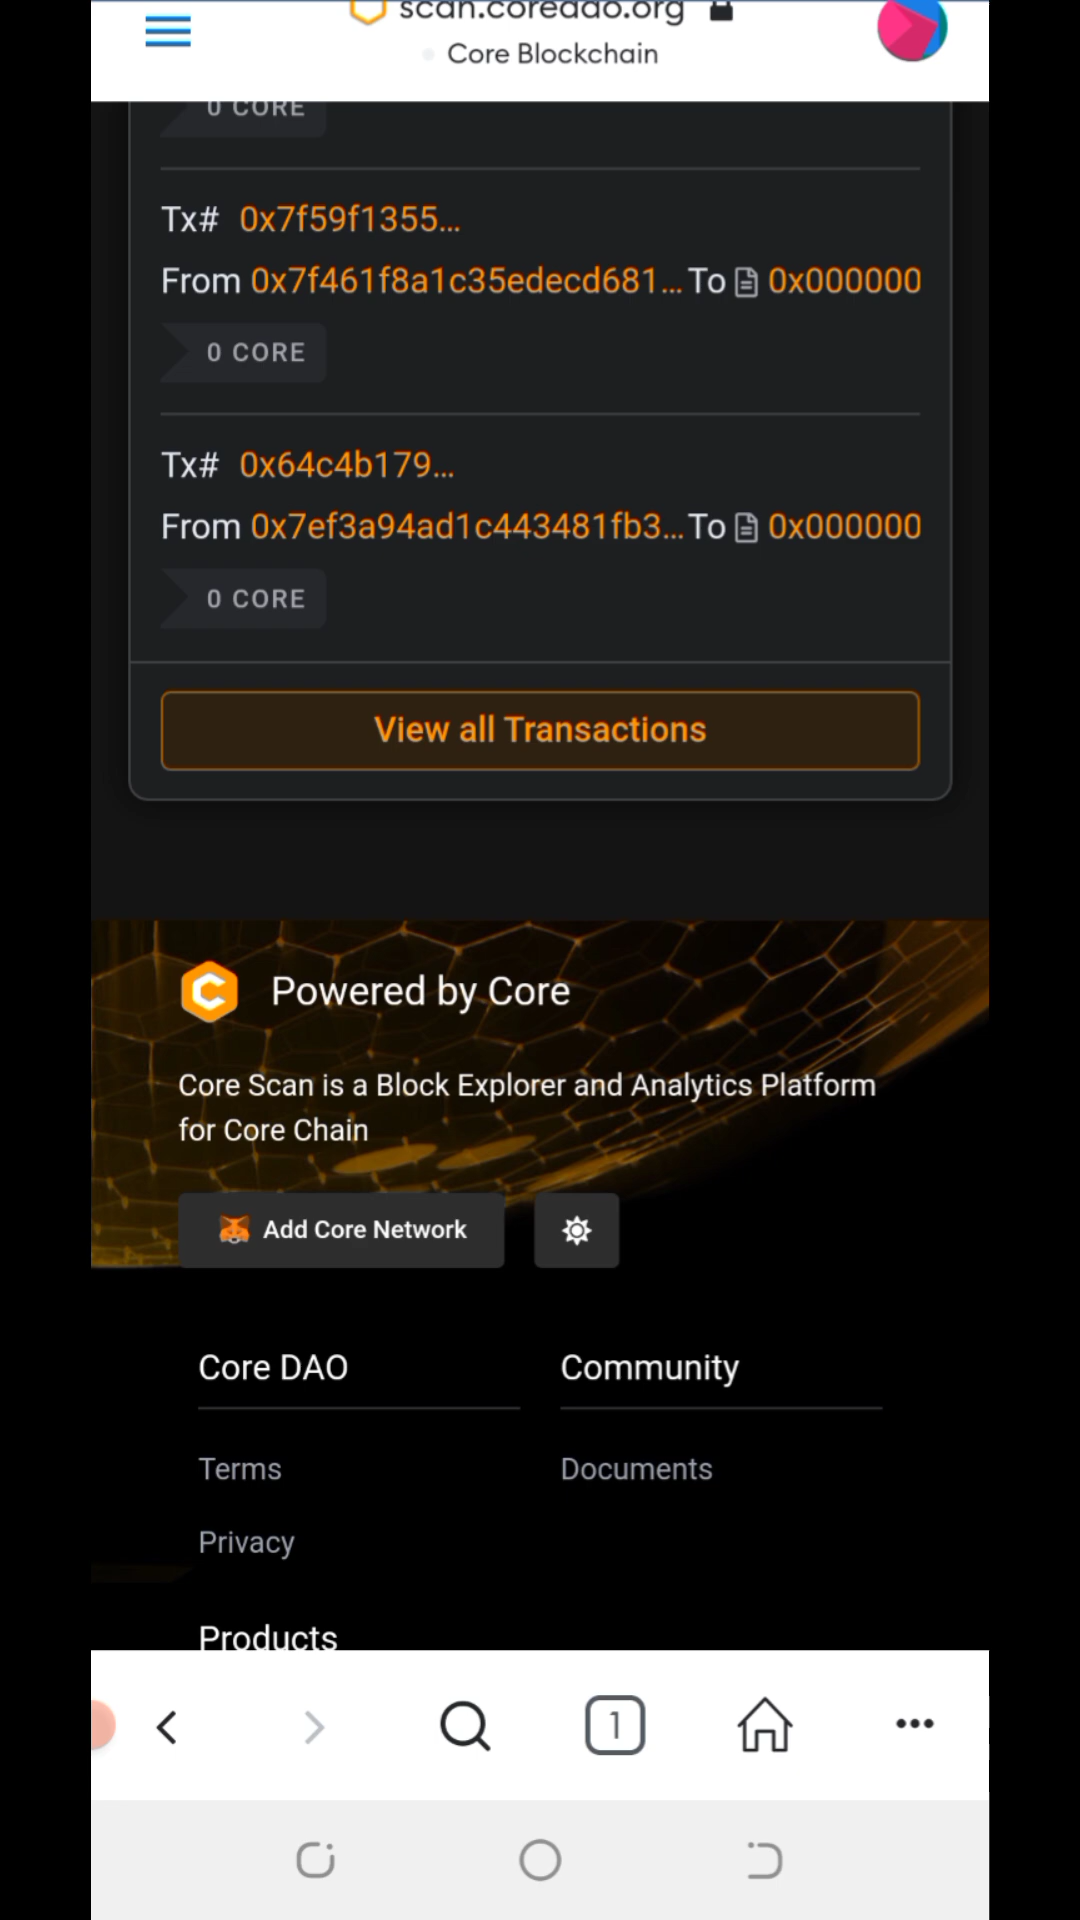 scan.coredao.org
Core Blockchain
0 CORE
Tx# 0x7f59f1355...
From 0x7f461f8a1c35edecd681... To 0x000000
0 CORE
Tx# 0x64c4b179...
From 0x7ef3a94ad1c443481fb3... To 0x000000
0 CORE
View all Transactions
Powered by Core
Core Scan is a Block Explorer and Analytics Platform
for Core Chain
Add Core Network
Core DAO
Community
Terms
Documents
Privacy
Products
1